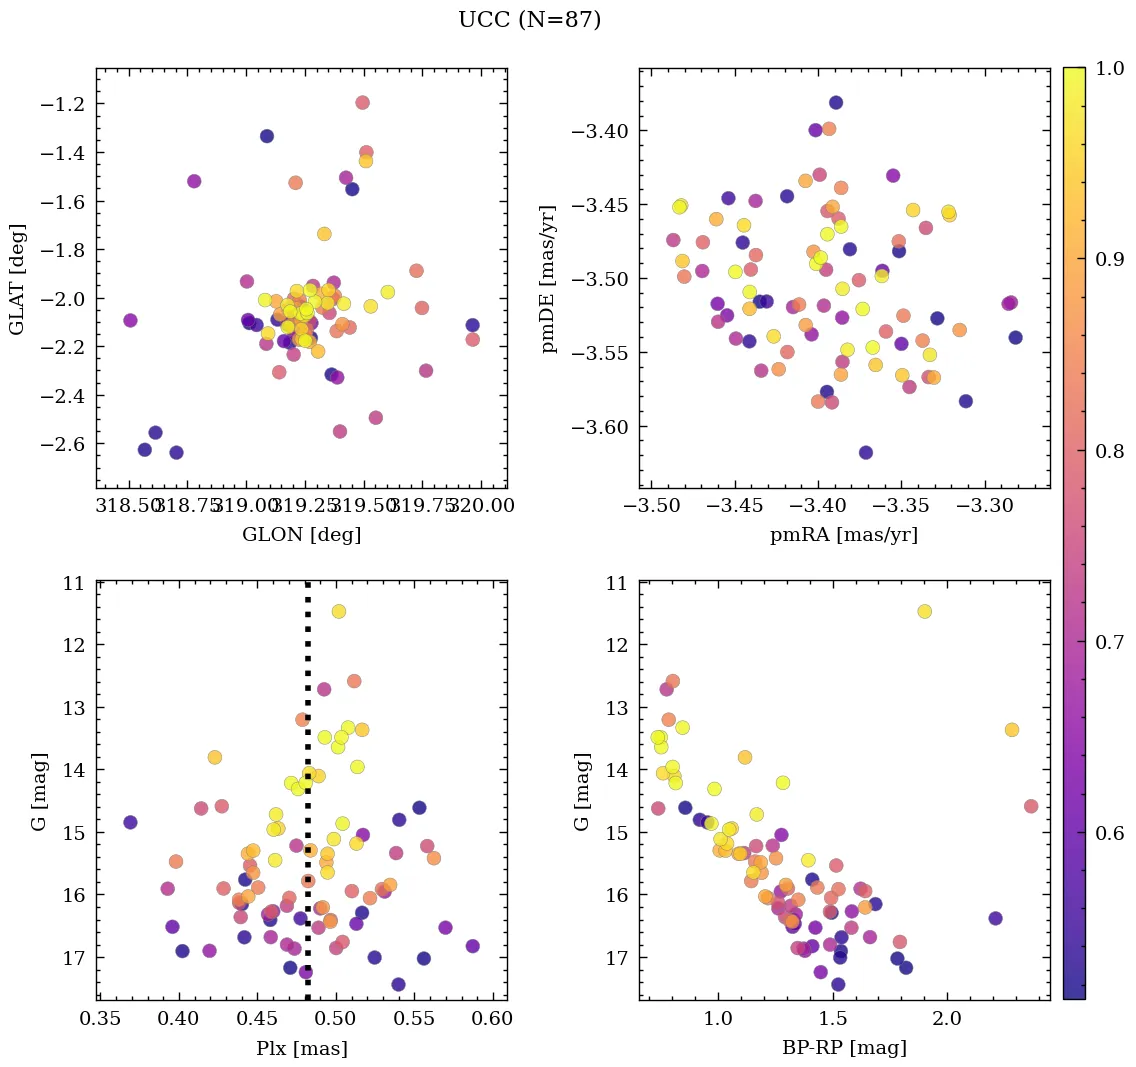 UCC (N=87)
−1.2
−1.4
−1.6
−1.8
−2.0
−2.2
−2.4
−2.6
GLAT [deg]
318.50 318.75 319.00 319.25 319.50 319.75 320.00
GLON [deg]
−3.40
−3.45
−3.50
−3.55
−3.60
pmDE [mas/yr]
−3.50 −3.45 −3.40 −3.35 −3.30
pmRA [mas/yr]
1.0
0.9
0.8
0.7
0.6
11
12
13
14
15
16
17
G [mag]
0.35 0.40 0.45 0.50 0.55 0.60
Plx [mas]
11
12
13
14
15
16
17
G [mag]
1.0 1.5 2.0
BP-RP [mag]